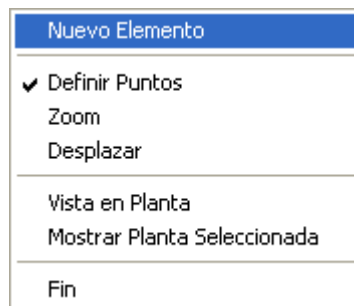 Nuevo Elemento
Definir Puntos
Zoom
Desplazar
Vista en Planta
Mostrar Planta Seleccionada
Fin